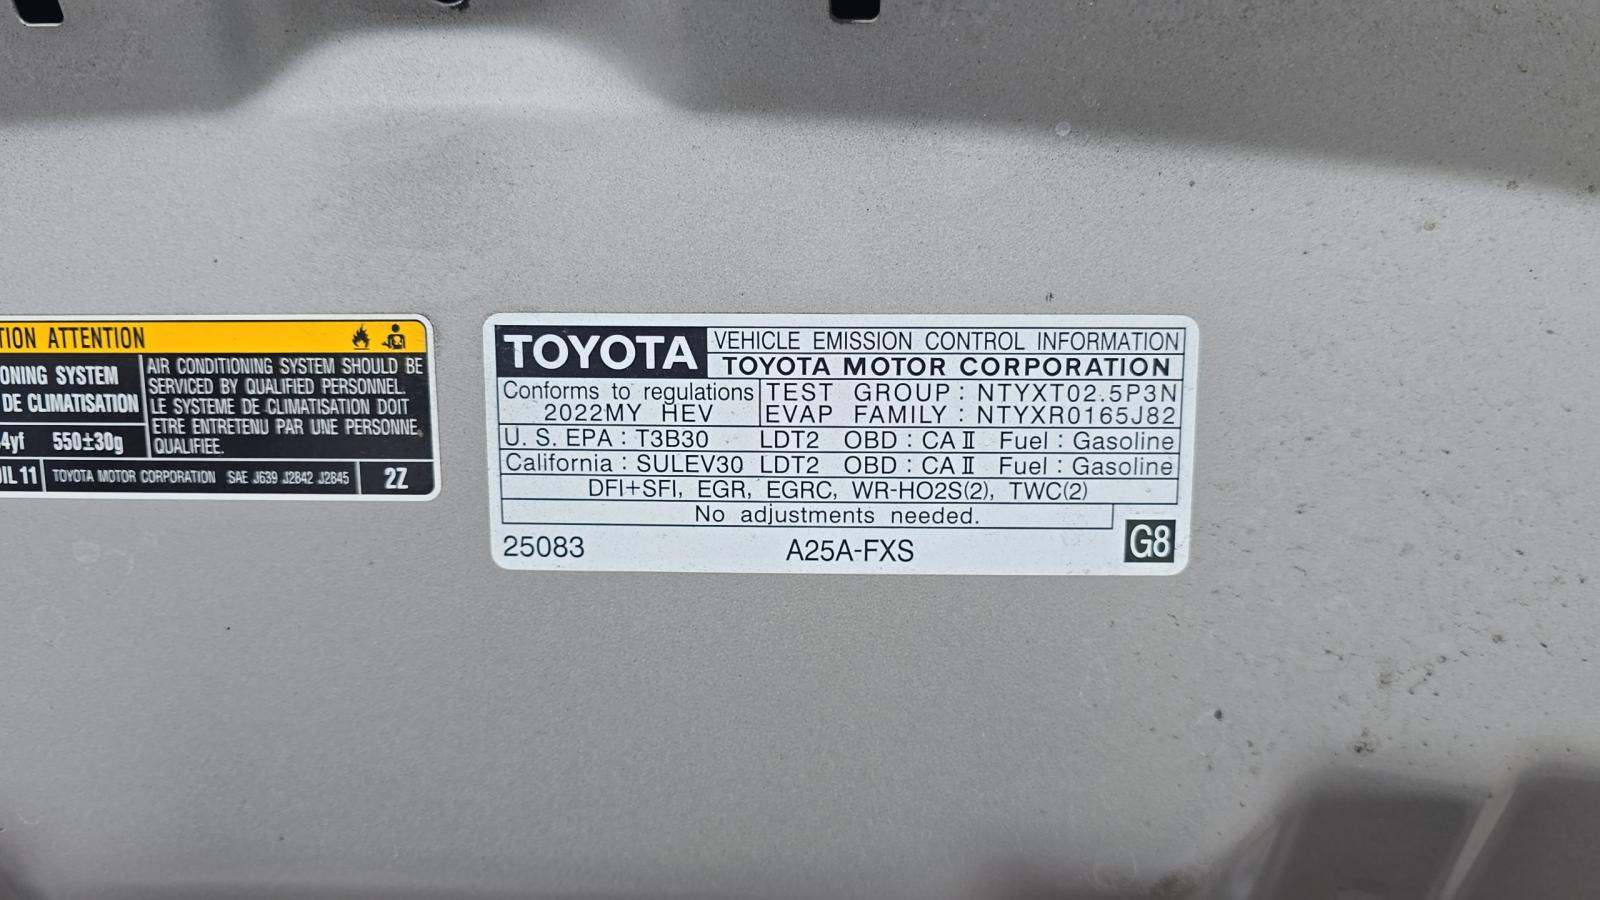 TION ATTENTION
ONING SYSTEM
DE CLIMATISATION
AIR CONDITIONING SYSTEM SHOULD BE
SERVICED BY QUALIFIED PERSONNEL.
LE SYSTEME DE CLIMATISATION DOIT
ETRE ENTRETENU PAR UNE PERSONNE
QUALIFIEE.
4yf 550±30g
OIL 11 TOYOTA MOTOR CORPORATION SAE J639 J2842 J2845 2Z
TOYOTA
VEHICLE EMISSION CONTROL INFORMATION
TOYOTA MOTOR CORPORATION
Conforms to regulations
2022MY HEV
TEST GROUP : NTYXT02.5P3N
EVAP FAMILY : NTYXR0165J82
U. S. EPA : T3B30 LDT2 OBD : CA II Fuel : Gasoline
California : SULEV30 LDT2 OBD : CA II Fuel : Gasoline
DFI+SFI, EGR, EGRC, WR-HO2S(2), TWC(2)
No adjustments needed.
25083 A25A-FXS G8